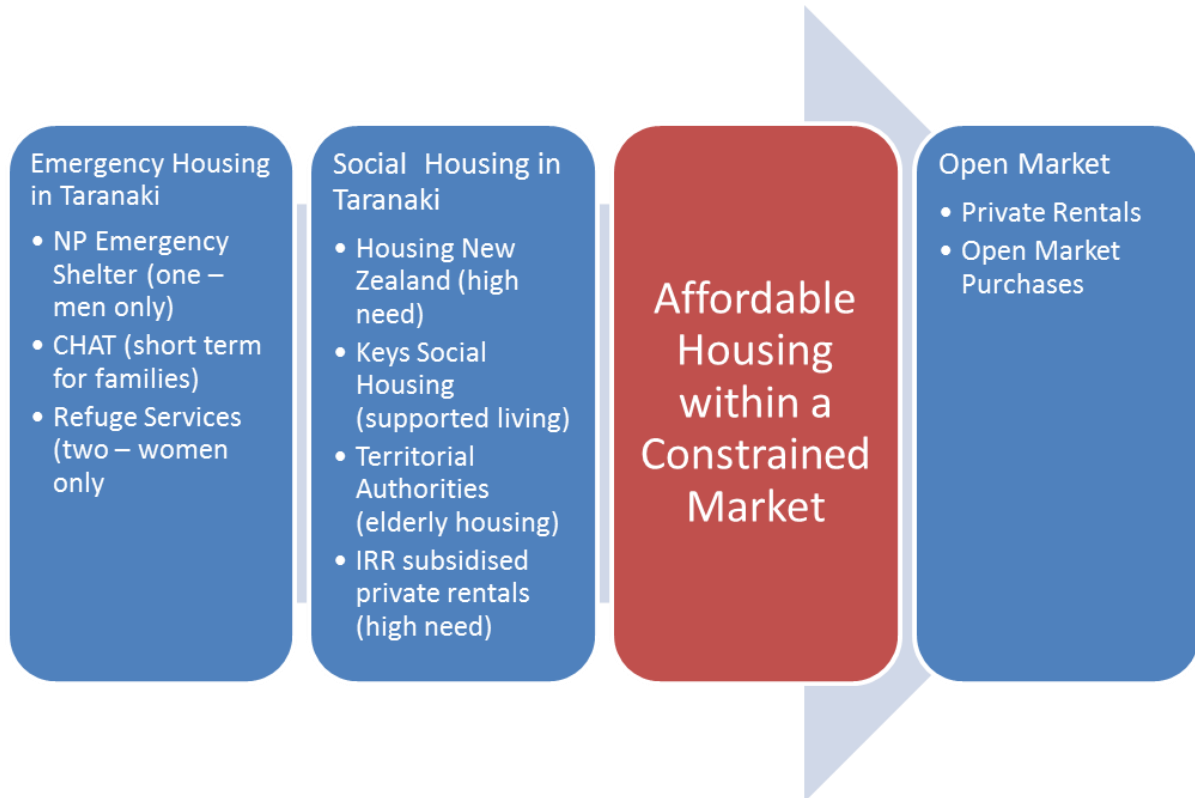 Emergency Housing
in Taranaki
• NP Emergency
Shelter (one –
men only)
• CHAT (short term
for families)
• Refuge Services
(two – women
only
Social  Housing in
Taranaki
• Housing New
Zealand (high
need)
• Keys Social
Housing
(supported living)
• Territorial
Authorities
(elderly housing)
• IRR subsidised
private rentals
(high need)
Affordable
Housing
within a
Constrained
Market
Open Market
• Private Rentals
• Open Market
Purchases